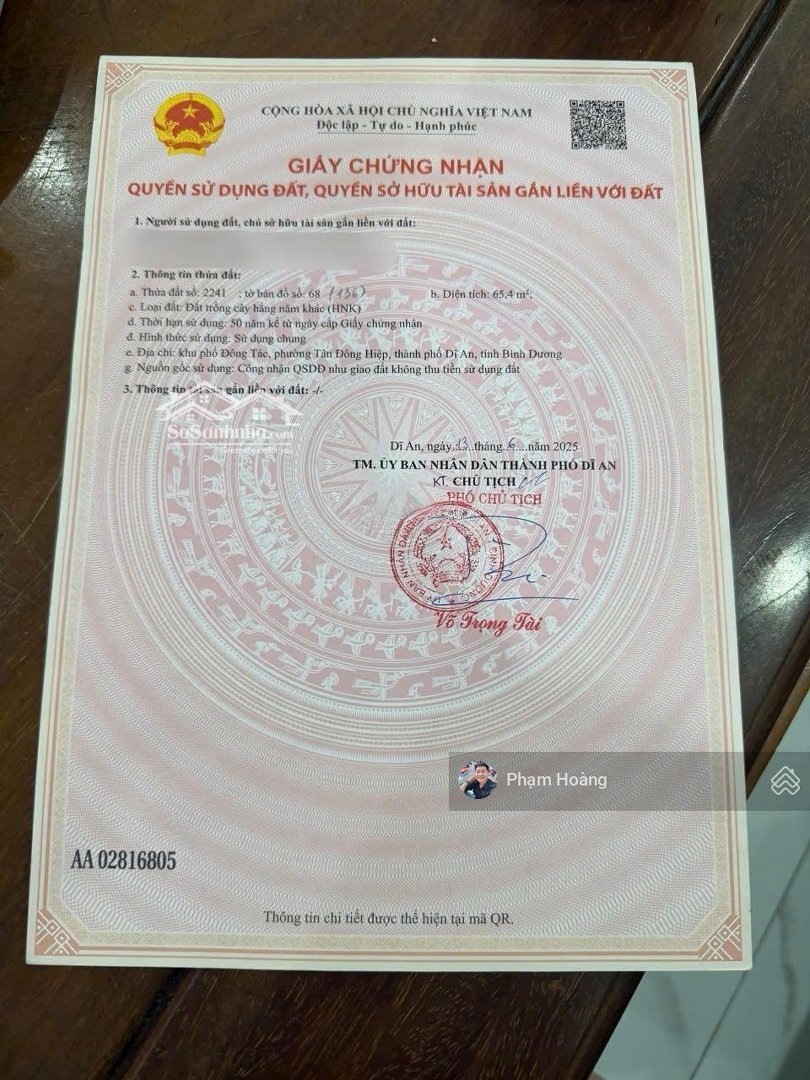 CỘNG HÒA XÃ HỘI CHỦ NGHĨA VIỆT NAM
Độc lập - Tự do - Hạnh phúc
GIẤY CHỨNG NHẬN
QUYỀN SỬ DỤNG ĐẤT, QUYỀN SỞ HỮU TÀI SẢN GẮN LIỀN VỚI ĐẤT
1. Người sử dụng đất, chủ sở hữu tài sản gắn liền với đất:
2. Thông tin thửa đất:
a. Thửa đất số: 2241 ; tờ bản đồ số: 68 (136) b. Diện tích: 65,4 m²;
c. Loại đất: Đất trồng cây hàng năm khác (HNK)
d. Thời hạn sử dụng: 50 năm kể từ ngày cấp Giấy chứng nhận
đ. Hình thức sử dụng: Sử dụng chung
e. Địa chỉ: khu phố Đông Tác, phường Tân Đông Hiệp, thành phố Dĩ An, tỉnh Bình Dương
g. Nguồn gốc sử dụng: Công nhận QSDĐ như giao đất không thu tiền sử dụng đất
3. Thông tin tài sản gắn liền với đất: -/-
SoSanhnha.com
Dĩ An, ngày..13..tháng..6...năm 2025
TM. ỦY BAN NHÂN DÂN THÀNH PHỐ DĨ AN
KT. CHỦ TỊCH
PHÓ CHỦ TỊCH
Võ Trọng Tài
Phạm Hoàng
AA 02816805
Thông tin chi tiết được thể hiện tại mã QR.